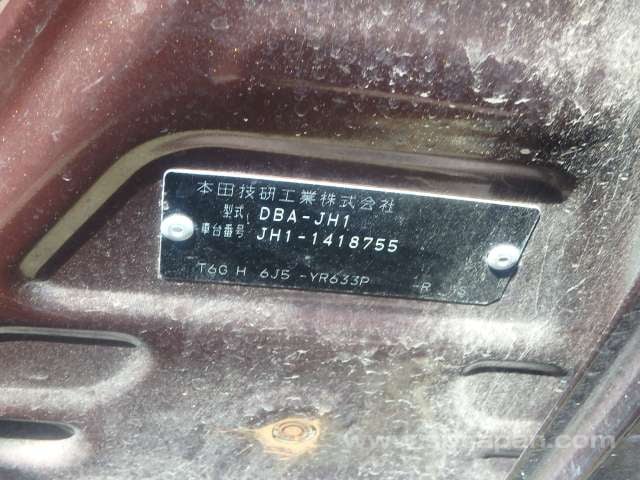 本田技研工業株式会社
型式 DBA-JH1
車台番号 JH1-1418755
T6G H 6J5 -YR633P -R S